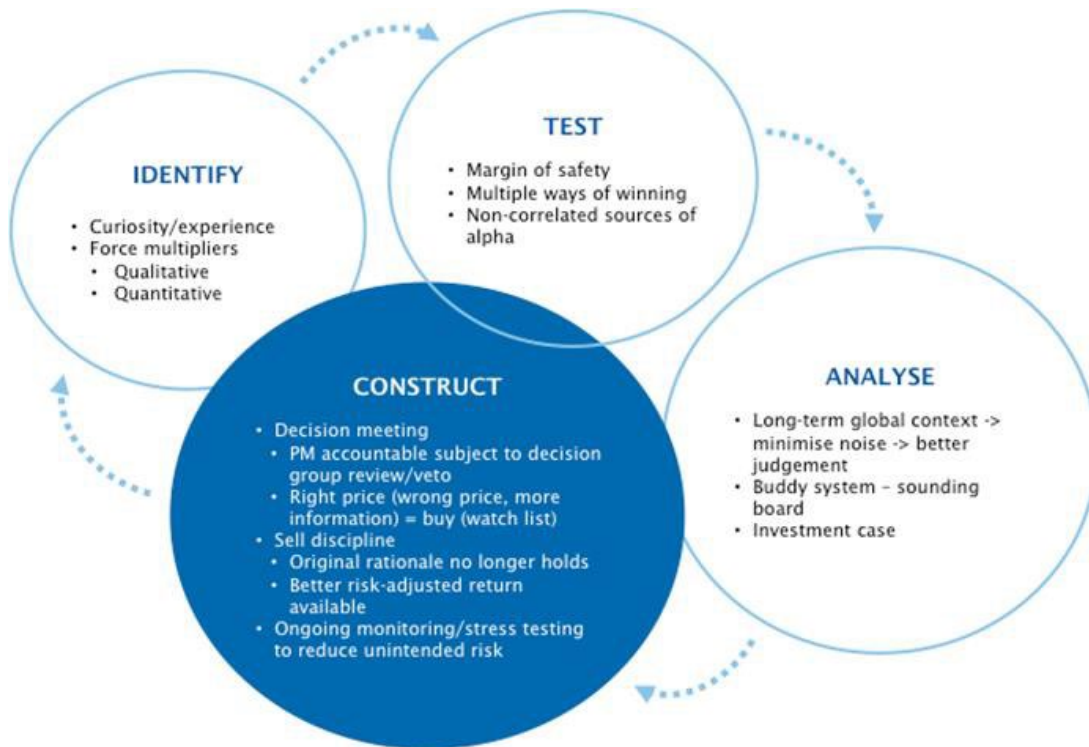 IDENTIFY
• Curiosity/experience
• Force multipliers
• Qualitative
• Quantitative
TEST
• Margin of safety
• Multiple ways of winning
• Non-correlated sources of
alpha
ANALYSE
• Long-term global context ->
minimise noise -> better
judgement
• Buddy system – sounding
board
• Investment case
CONSTRUCT
• Decision meeting
• PM accountable subject to decision
group review/veto
• Right price (wrong price, more
information) = buy (watch list)
• Sell discipline
• Original rationale no longer holds
• Better risk-adjusted return
available
• Ongoing monitoring/stress testing
to reduce unintended risk